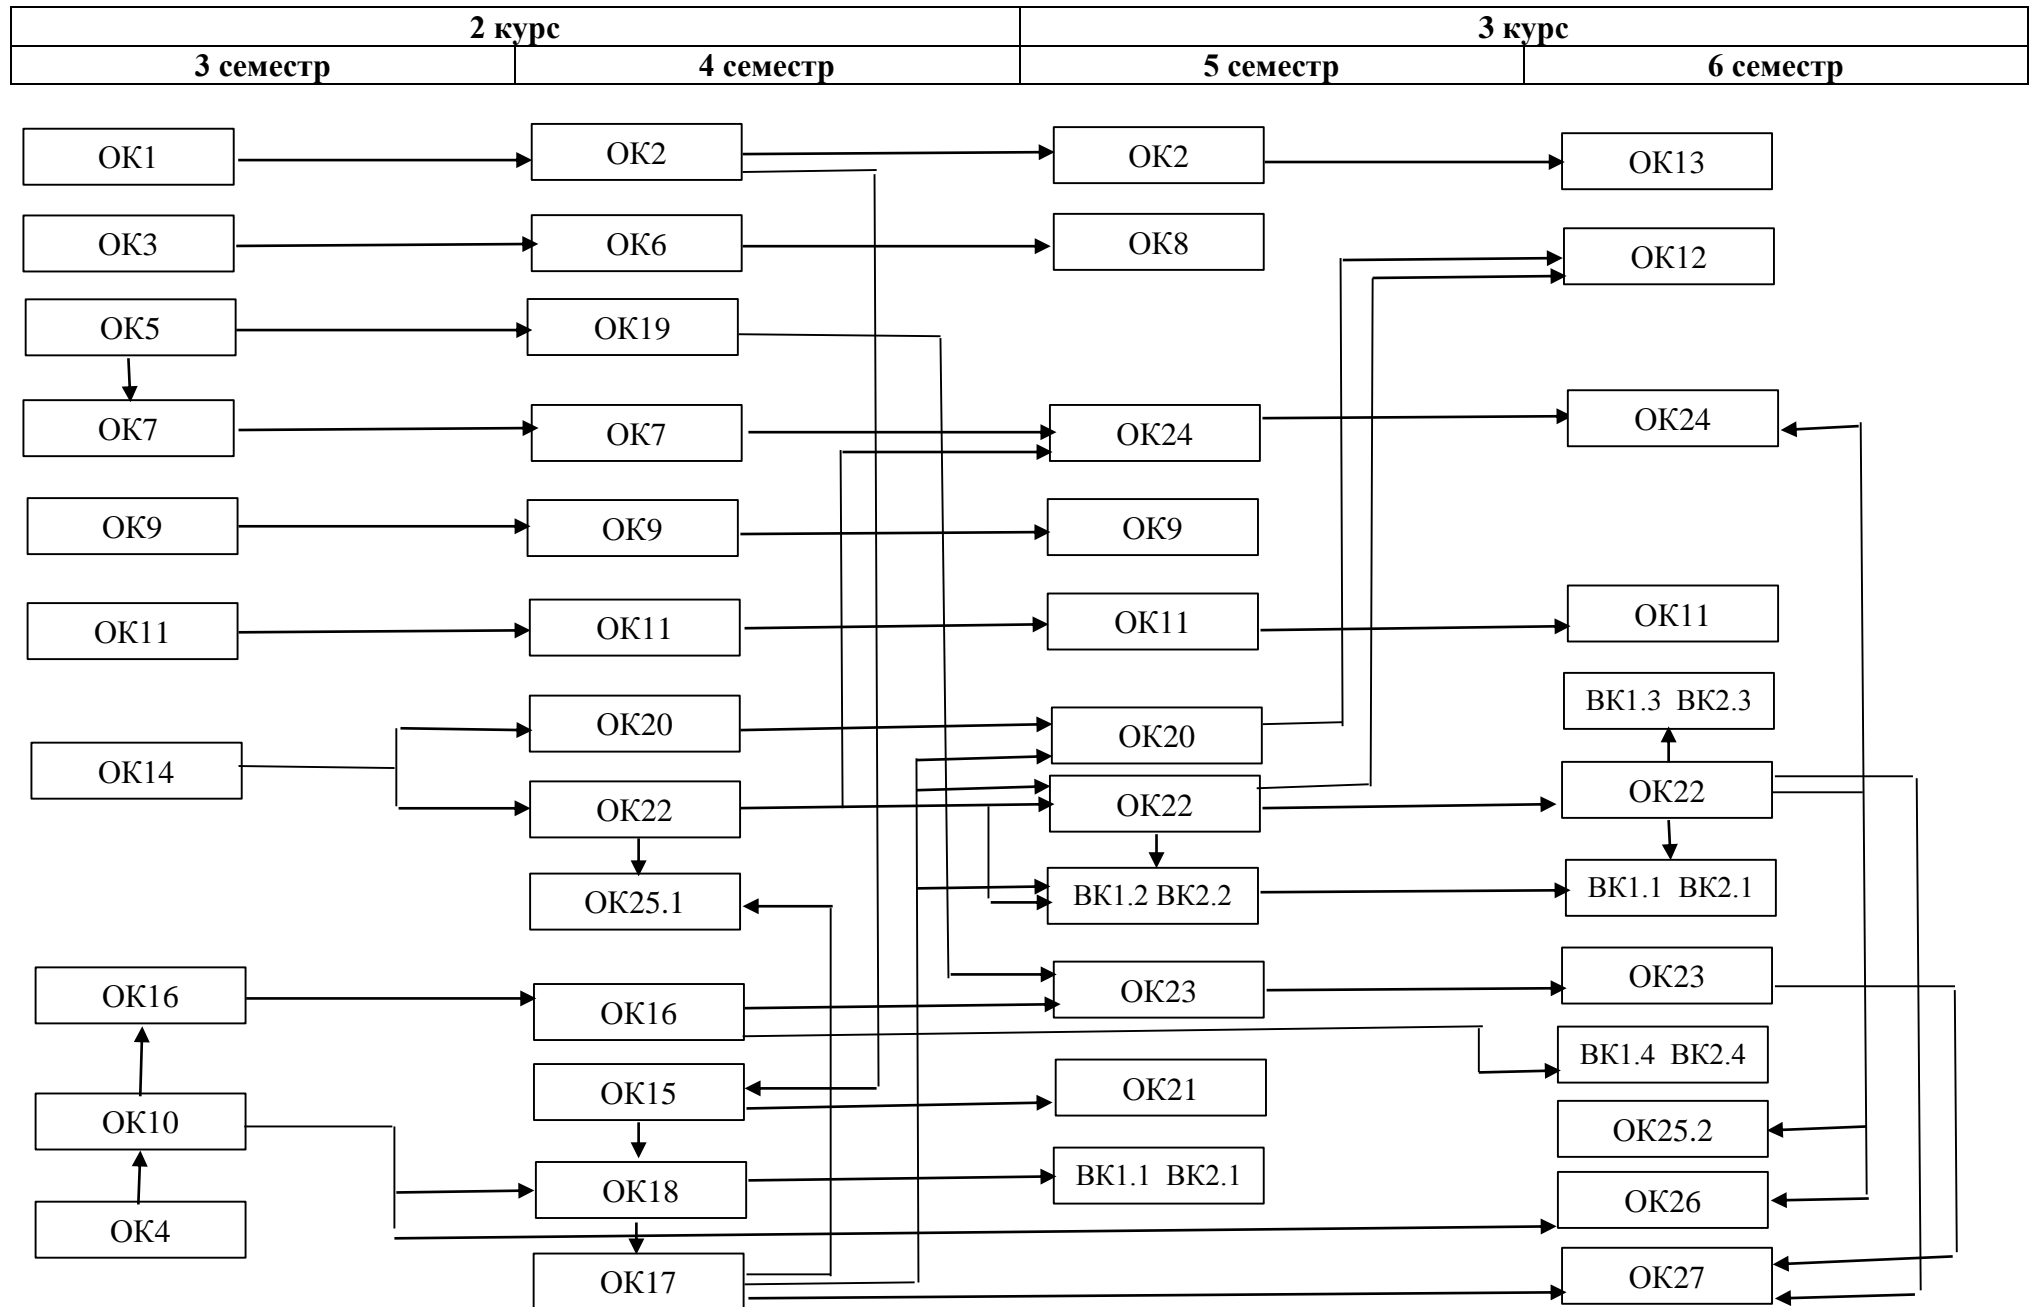 2 курс 3 курс
3 семестр 4 семестр 5 семестр 6 семестр
ОК1 ОК2 ОК2 ОК13
ОК3 ОК6 ОК8 ОК12
ОК5 ОК19
ОК7 ОК7 ОК24 ОК24
ОК9 ОК9 ОК9
ОК11 ОК11 ОК11 ОК11
ВК1.3 ВК2.3
ОК20 ОК20
ОК14 ОК22 ОК22 ОК22
ОК25.1 ВК1.2 ВК2.2 ВК1.1 ВК2.1
ОК16 ОК16 ОК23 ОК23
ВК1.4 ВК2.4
ОК15 ОК21
ОК10 ОК25.2
ОК18 ВК1.1 ВК2.1 ОК26
ОК4
ОК17 ОК27